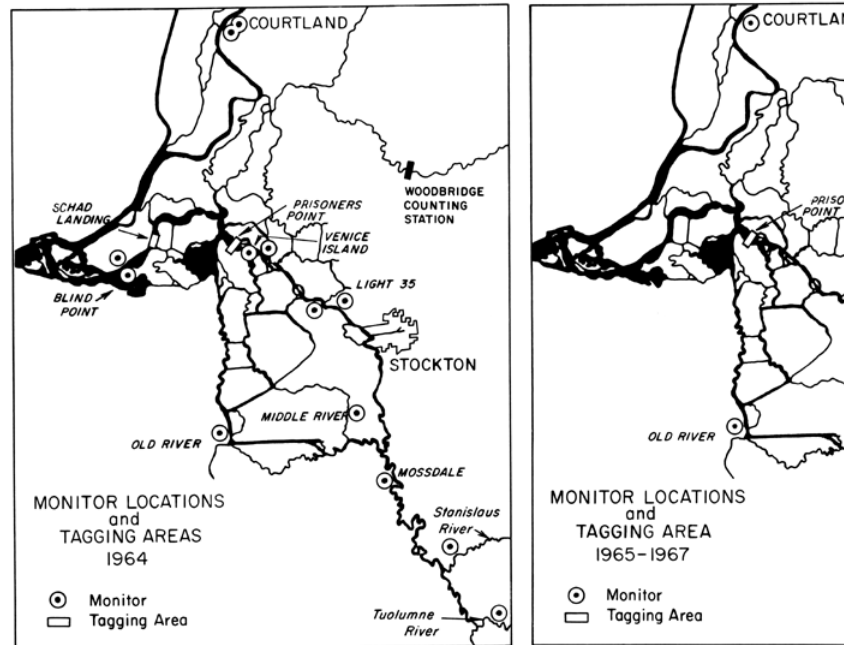 COURTLAND
WOODBRIDGE
COUNTING
STATION
SCHAD
LANDING
PRISONERS
POINT
VENICE
ISLAND
BLIND
POINT
LIGHT 35
STOCKTON
MIDDLE RIVER
OLD RIVER
MOSSDALE
MONITOR LOCATIONS
and
TAGGING AREAS
1964
Stanislaus
River
Monitor
Tagging Area
Tuolumne
River
COURTLAN
PRISO
POINT
OLD RIVER
MONITOR LOCATIONS
and
TAGGING AREA
1965-1967
Monitor
Tagging Area